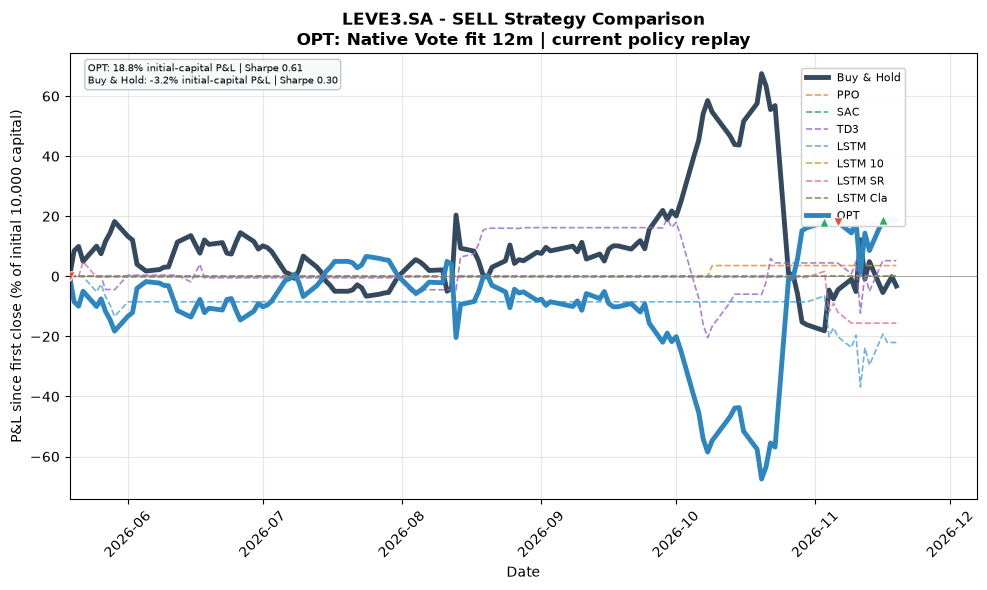 LEVE3.SA - SELL Strategy Comparison
OPT: Native Vote fit 12m | current policy replay
OPT: 18.8% initial-capital P&L | Sharpe 0.61
Buy & Hold: -3.2% initial-capital P&L | Sharpe 0.30
Buy & Hold
PPO
SAC
TD3
LSTM
LSTM 10
LSTM SR
LSTM Cla
OPT
P&L since first close (% of initial 10,000 capital)
60
40
20
0
−20
−40
−60
2026-06
2026-07
2026-08
2026-09
2026-10
2026-11
2026-12
Date